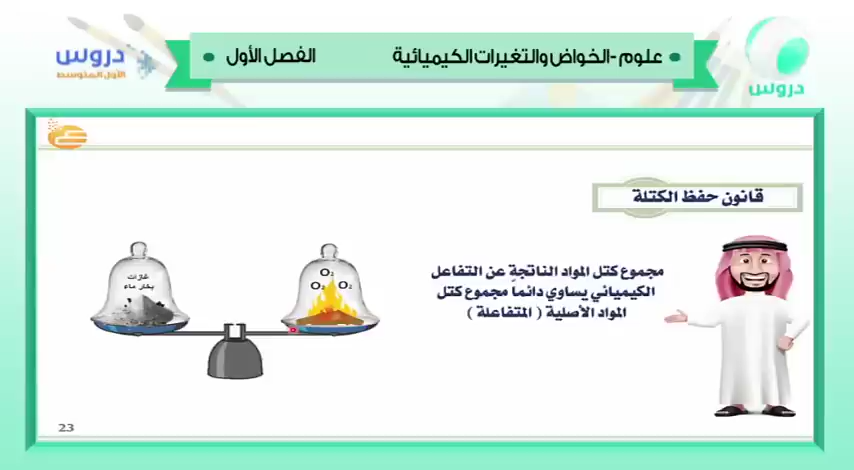 دروس
الأول المتوسط
علوم -الخواض والتغيرات الكيميائية
الفصل الأول
دروس
قانون حفظ الكتلة
مجموع كتل المواد الناتجةِ عن التفاعل
الكيميائي يساوي دائماً مجموع كتل
المواد الأصلية ( المتفاعلة )
غازات
بخار ماء
O₂
O₂ O₂
23